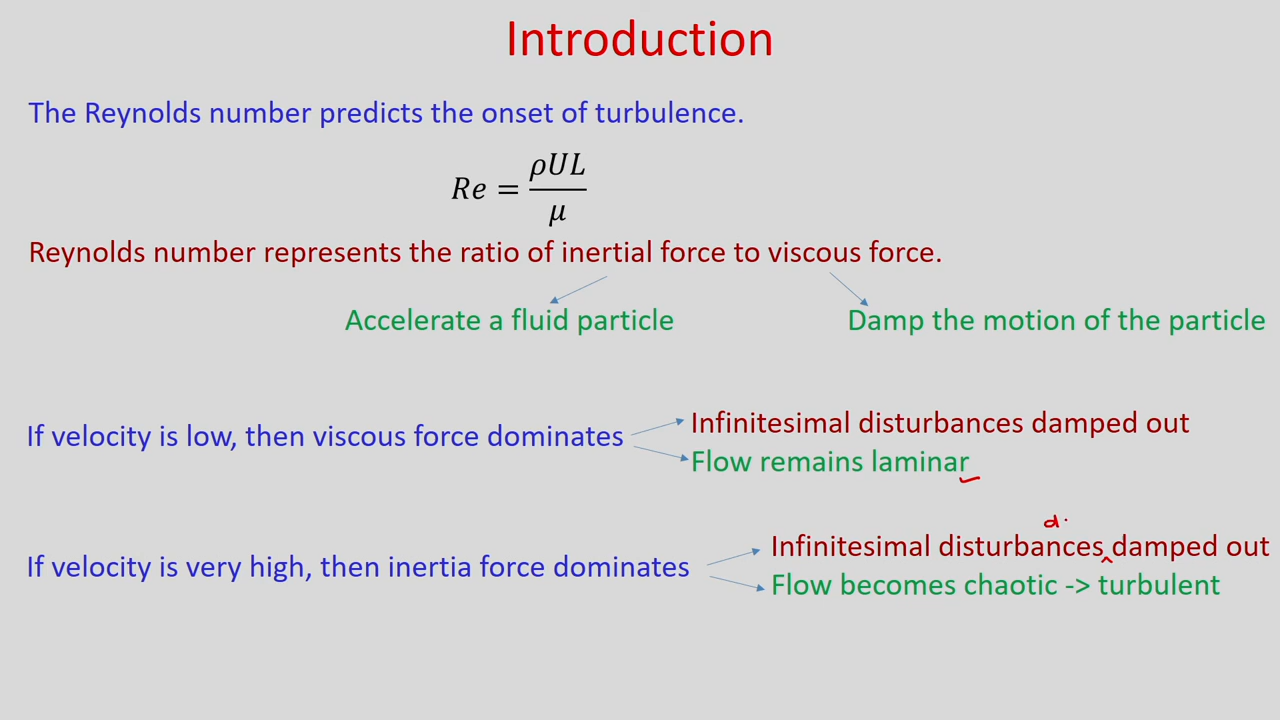 Introduction
The Reynolds number predicts the onset of turbulence.
Re = ρUL / μ
Reynolds number represents the ratio of inertial force to viscous force.
Accelerate a fluid particle
Damp the motion of the particle
If velocity is low, then viscous force dominates
Infinitesimal disturbances damped out
Flow remains laminar
If velocity is very high, then inertia force dominates
Infinitesimal disturbances damped out
Flow becomes chaotic -> turbulent